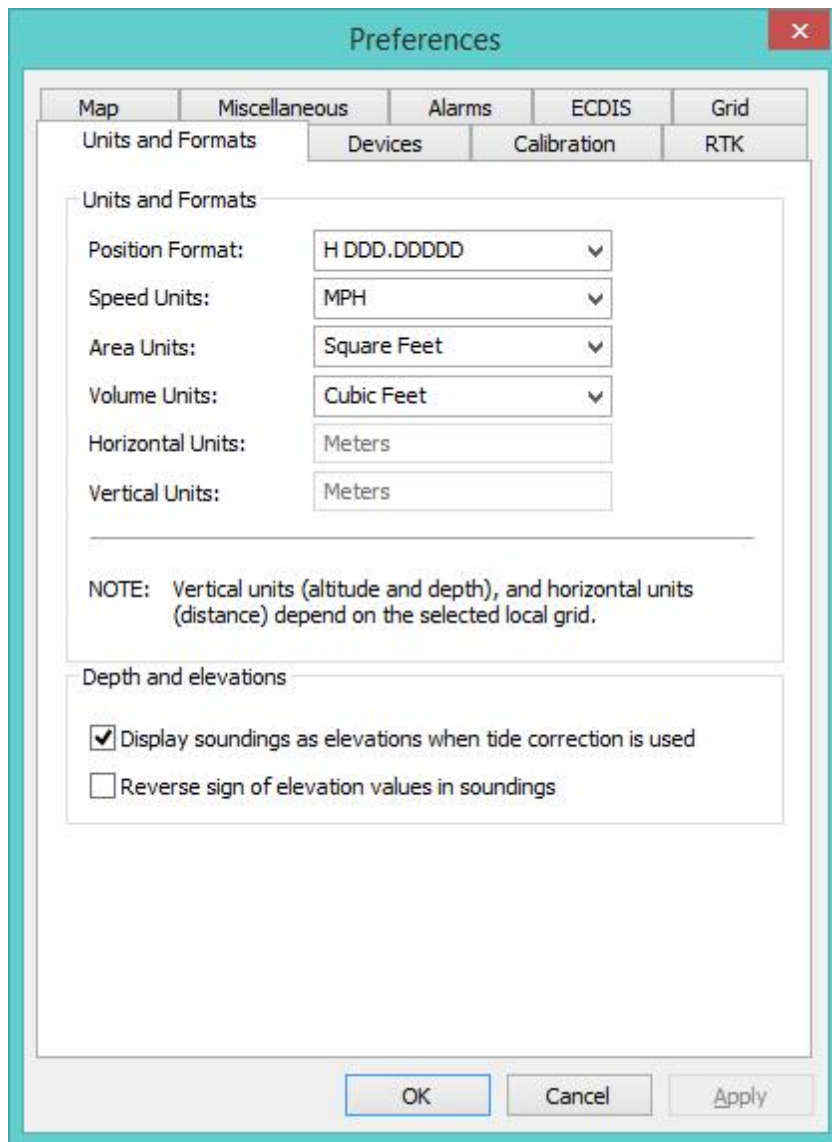 Preferences
Map Miscellaneous Alarms ECDIS Grid
Units and Formats Devices Calibration RTK
Units and Formats
Position Format: H DDD.DDDDD
Speed Units: MPH
Area Units: Square Feet
Volume Units: Cubic Feet
Horizontal Units: Meters
Vertical Units: Meters
NOTE: Vertical units (altitude and depth), and horizontal units
(distance) depend on the selected local grid.
Depth and elevations
Display soundings as elevations when tide correction is used
Reverse sign of elevation values in soundings
OK Cancel Apply